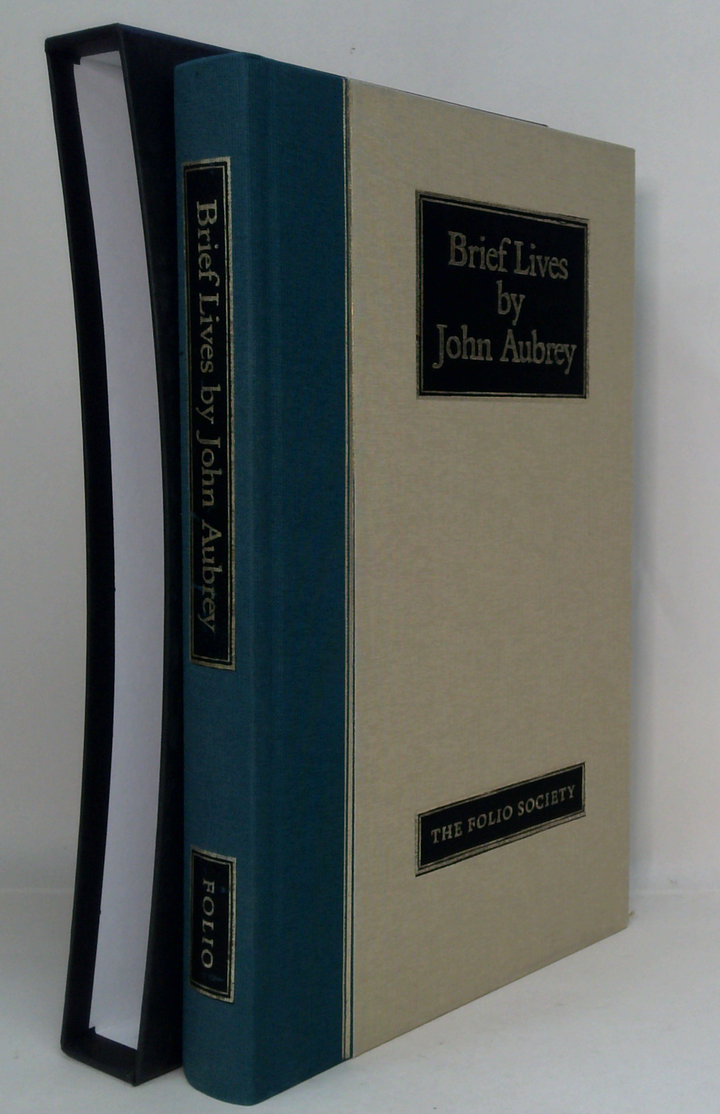 Brief Lives by John Aubrey
FOLIO
Brief Lives
by
John Aubrey
THE FOLIO SOCIETY